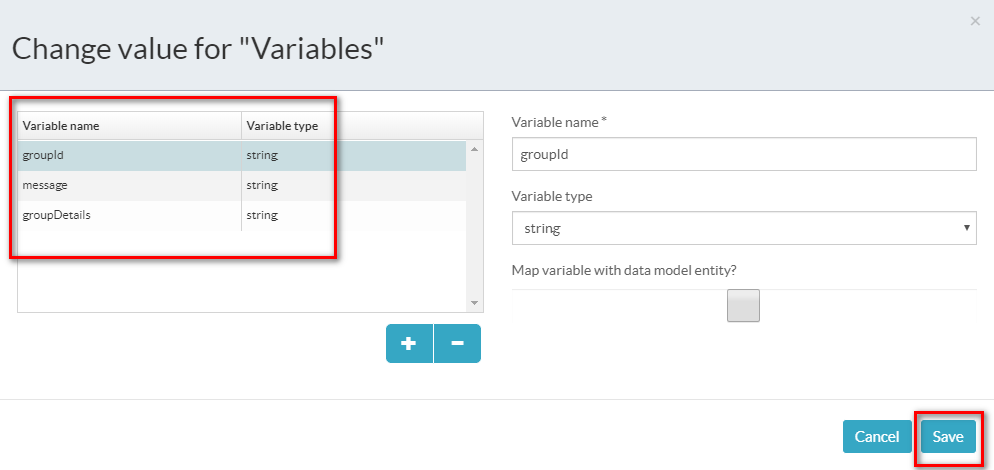 ×
Change value for "Variables"
Variable name Variable type
groupId string
message string
groupDetails string
Variable name *
groupId
Variable type
string
Map variable with data model entity?
+ −
Cancel Save